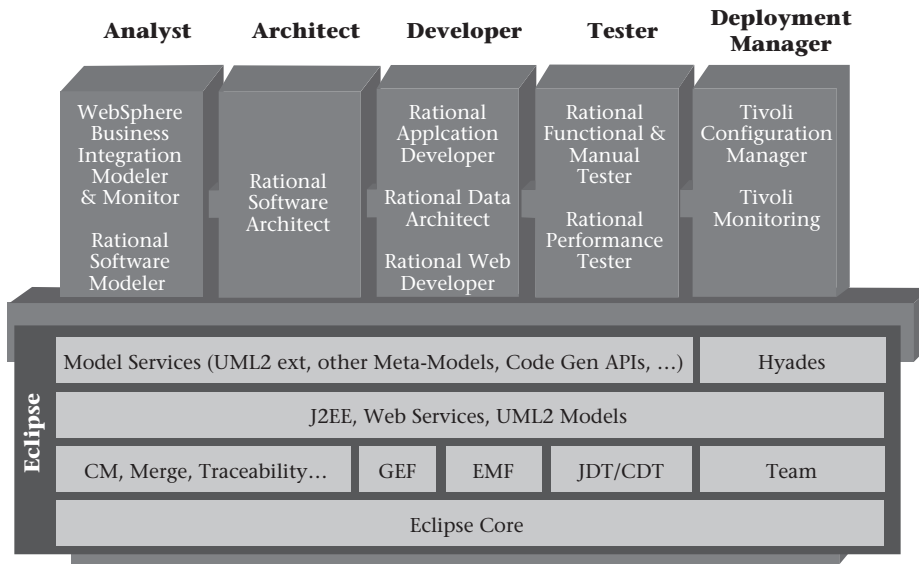 Analyst
Architect
Developer
Tester
Deployment
Manager
WebSphere
Business
Integration
Modeler
& Monitor
Rational
Software
Modeler
Rational
Software
Architect
Rational
Applcation
Developer
Rational Data
Architect
Rational Web
Developer
Rational
Functional &
Manual
Tester
Rational
Performance
Tester
Tivoli
Configuration
Manager
Tivoli
Monitoring
Eclipse
Model Services (UML2 ext, other Meta-Models, Code Gen APIs, …)
Hyades
J2EE, Web Services, UML2 Models
CM, Merge, Traceability…
GEF
EMF
JDT/CDT
Team
Eclipse Core